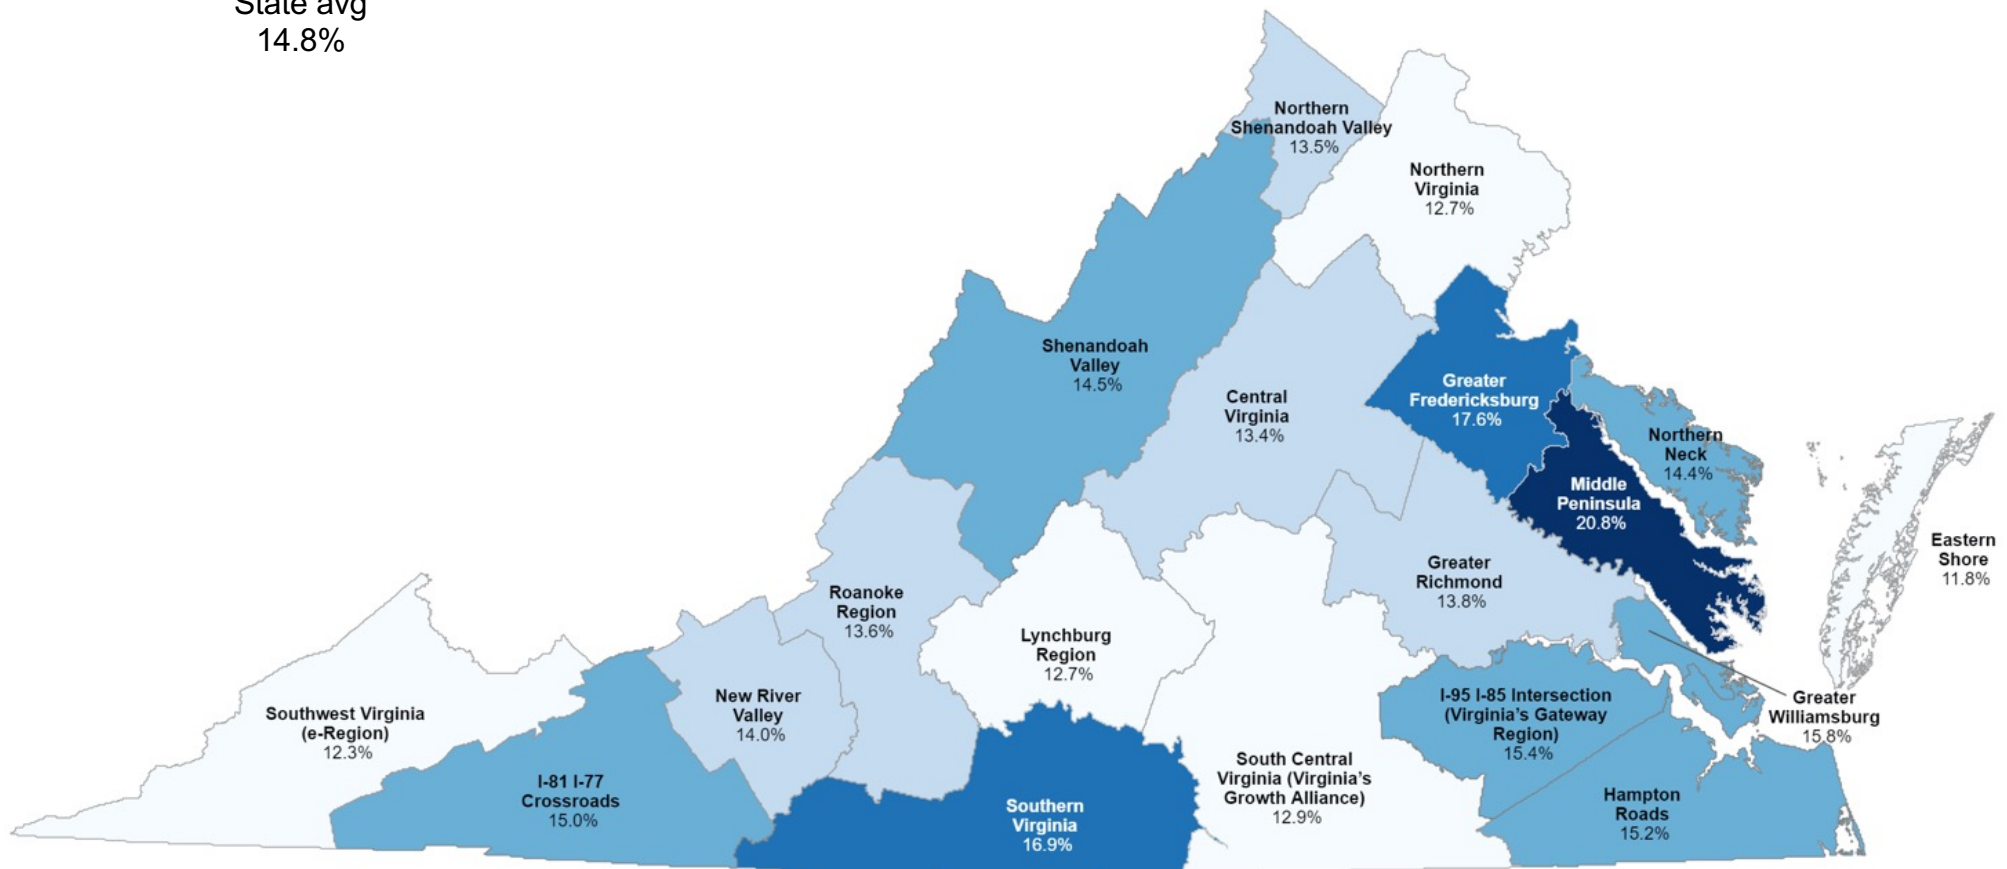 State avg
14.8%
Northern
Shenandoah Valley
13.5%
Northern
Virginia
12.7%
Shenandoah
Valley
14.5%
Central
Virginia
13.4%
Greater
Fredericksburg
17.6%
Northern
Neck
14.4%
Middle
Peninsula
20.8%
Eastern
Shore
11.8%
Greater
Richmond
13.8%
Roanoke
Region
13.6%
Lynchburg
Region
12.7%
New River
Valley
14.0%
Southwest Virginia
(e-Region)
12.3%
I-81 I-77
Crossroads
15.0%
Southern
Virginia
16.9%
South Central
Virginia (Virginia's
Growth Alliance)
12.9%
I-95 I-85 Intersection
(Virginia's Gateway
Region)
15.4%
Greater
Williamsburg
15.8%
Hampton
Roads
15.2%